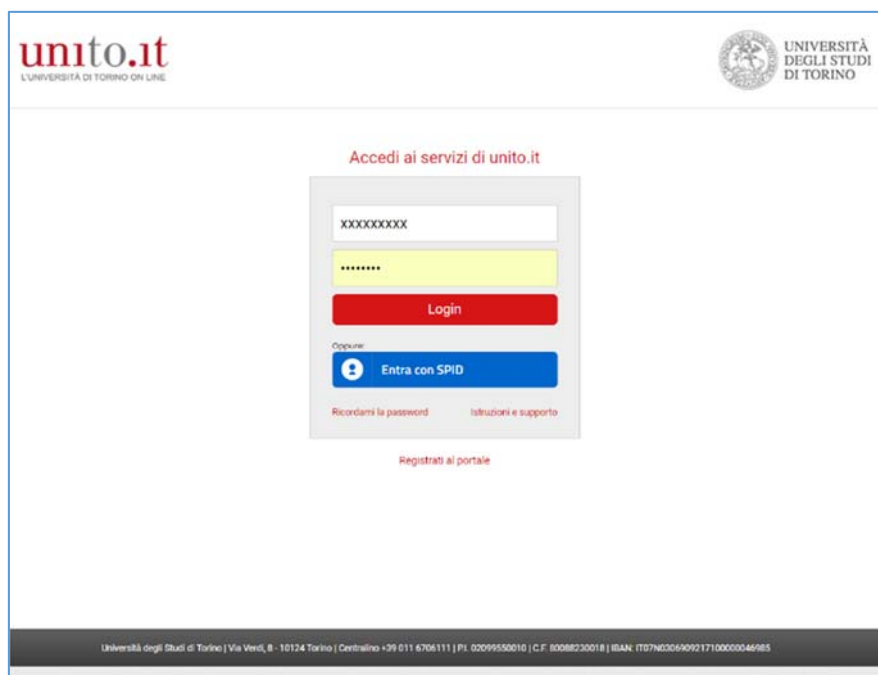 unito.it
L'UNIVERSITÀ DI TORINO ON LINE
UNIVERSITÀ
DEGLI STUDI
DI TORINO
Accedi ai servizi di unito.it
XXXXXXXXX
••••••••
Login
Oppure:
Entra con SPID
Ricordami la password
Istruzioni e supporto
Registrati al portale
Università degli Studi di Torino | Via Verdi, 8 - 10124 Torino | Centralino +39 011 6706111 | P.I. 02099550010 | C.F. 80088230018 | IBAN: IT07N0306909217100000046985